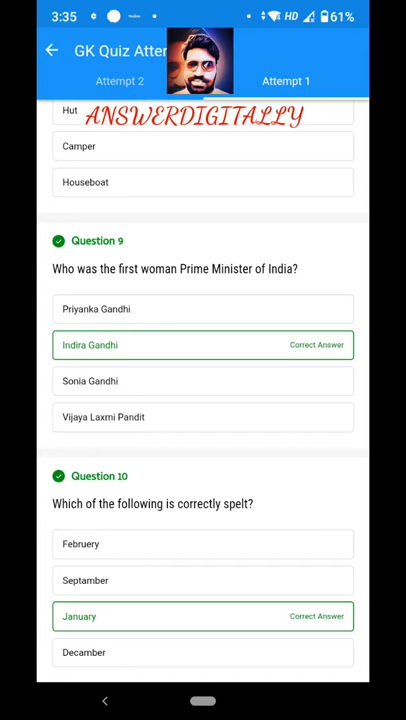 3:35
HD 61%
GK Quiz Atter
Attempt 2
Attempt 1
ANSWERDIGITALLY
Hut
Camper
Houseboat
Question 9
Who was the first woman Prime Minister of India?
Priyanka Gandhi
Indira Gandhi Correct Answer
Sonia Gandhi
Vijaya Laxmi Pandit
Question 10
Which of the following is correctly spelt?
Februery
Septamber
January Correct Answer
Decamber